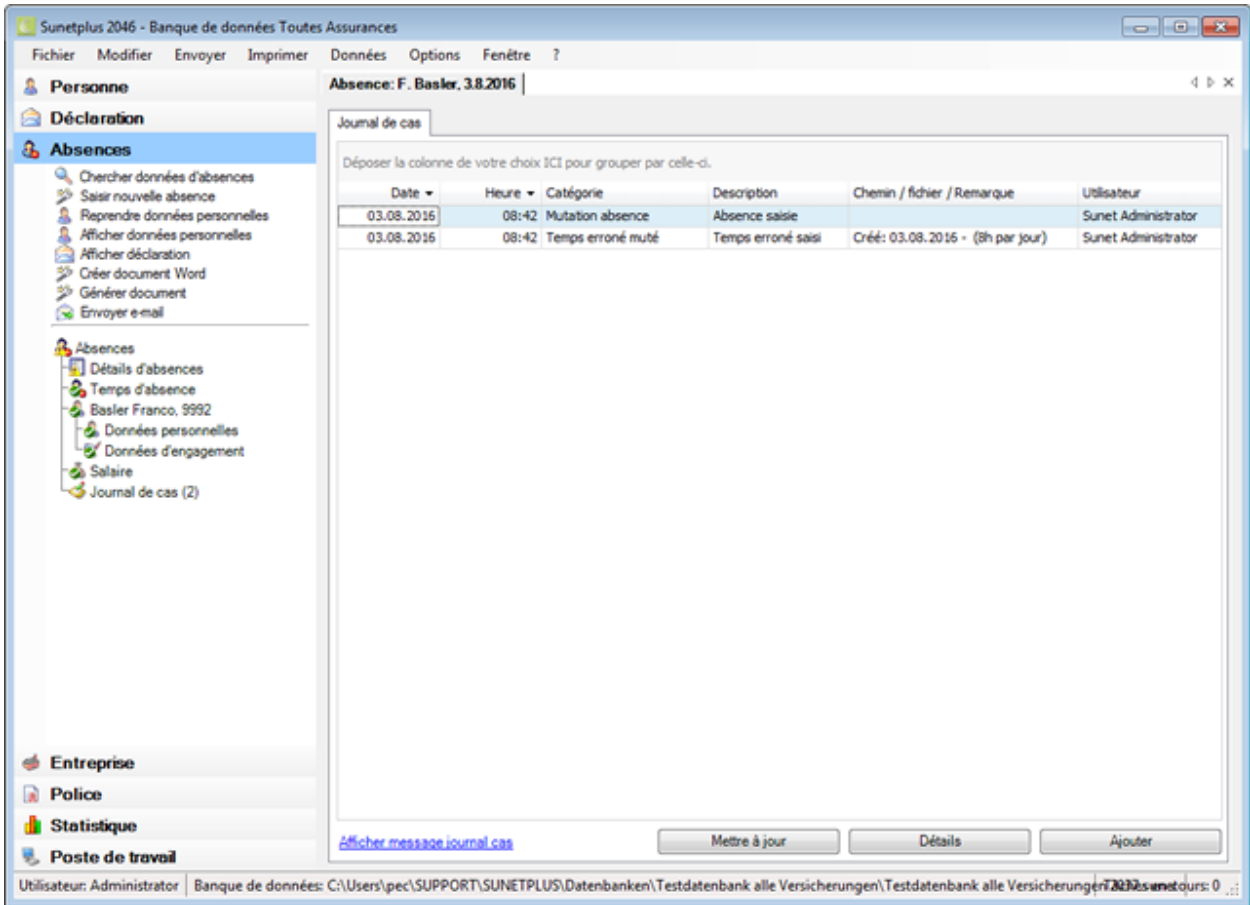 Sunetplus 2046 - Banque de données Toutes Assurances
Fichier Modifier Envoyer Imprimer Données Options Fenêtre ?
Personne
Déclaration
Absences
Chercher données d'absences
Saisir nouvelle absence
Reprendre données personnelles
Afficher données personnelles
Afficher déclaration
Créer document Word
Générer document
Envoyer e-mail
Absences
Détails d'absences
Temps d'absence
Basler Franco, 9992
Données personnelles
Données d'engagement
Salaire
Journal de cas (2)
Entreprise
Police
Statistique
Poste de travail
Absence: F. Basler, 3.8.2016
Journal de cas
Déposer la colonne de votre choix ICI pour grouper par celle-ci.
Date Heure Catégorie Description Chemin / fichier / Remarque Utilisateur
03.08.2016 08:42 Mutation absence Absence saisie Sunet Administrator
03.08.2016 08:42 Temps erroné muté Temps erroné saisi Créé: 03.08.2016 - (8h par jour) Sunet Administrator
Afficher message journal cas
Mettre à jour Détails Ajouter
Utilisateur: Administrator Banque de données: C:\Users\pec\SUPPORT\SUNETPLUS\Datenbanken\Testdatenbank alle Versicherungen\Testdatenbank alle Versicherungen ours: 0